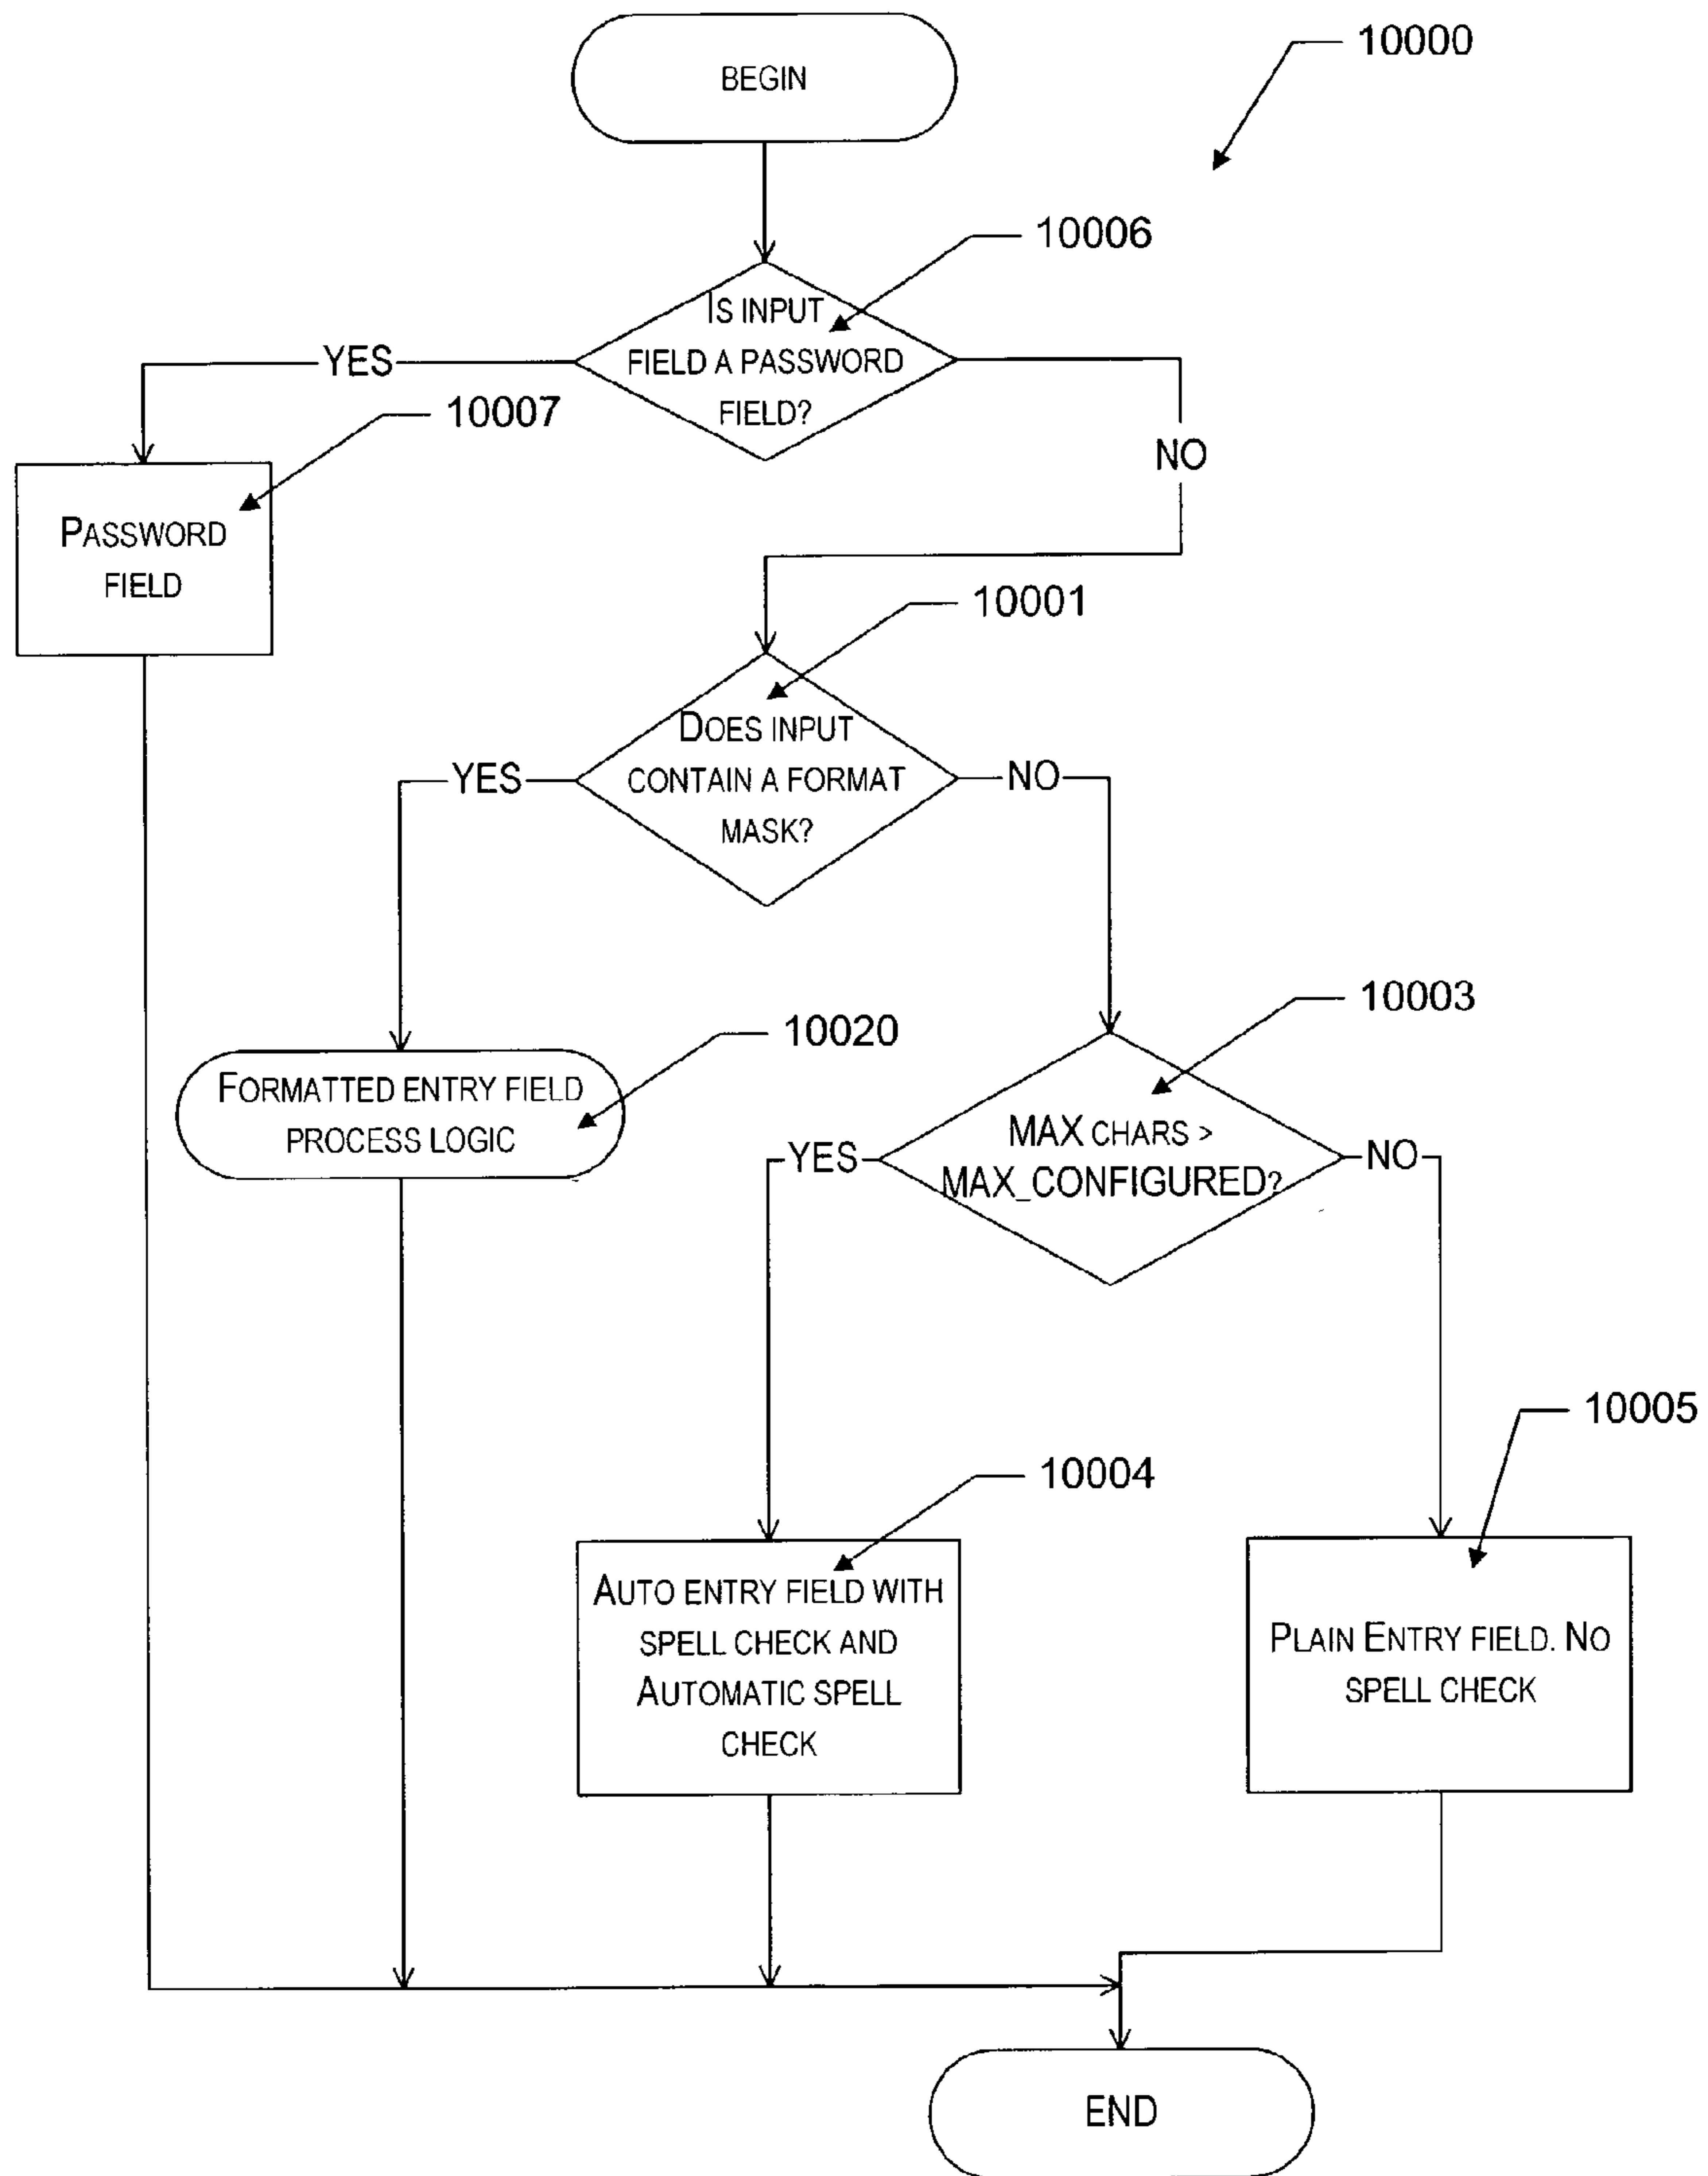 BEGIN
10000
10006
IS INPUT
FIELD A PASSWORD
FIELD?
YES
NO
10007
PASSWORD
FIELD
10001
DOES INPUT
CONTAIN A FORMAT
MASK?
YES
NO
10020
FORMATTED ENTRY FIELD
PROCESS LOGIC
10003
MAX CHARS >
MAX_CONFIGURED?
YES
NO
10004
AUTO ENTRY FIELD WITH
SPELL CHECK AND
AUTOMATIC SPELL
CHECK
10005
PLAIN ENTRY FIELD. NO
SPELL CHECK
END